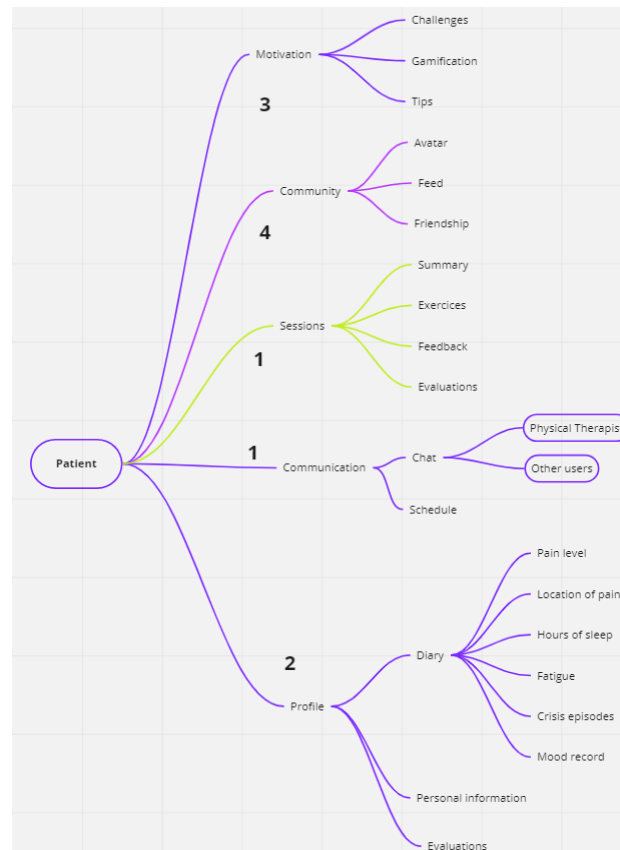 Challenges
Motivation
Gamification
Tips
3
Avatar
Community
Feed
Friendship
4
Summary
Sessions
Exercices
Feedback
Evaluations
1
Physical Therapis
1
Patient
Communication
Chat
Other users
Schedule
Pain level
Location of pain
Hours of sleep
2
Diary
Fatigue
Profile
Crisis episodes
Mood record
Personal information
Evaluations